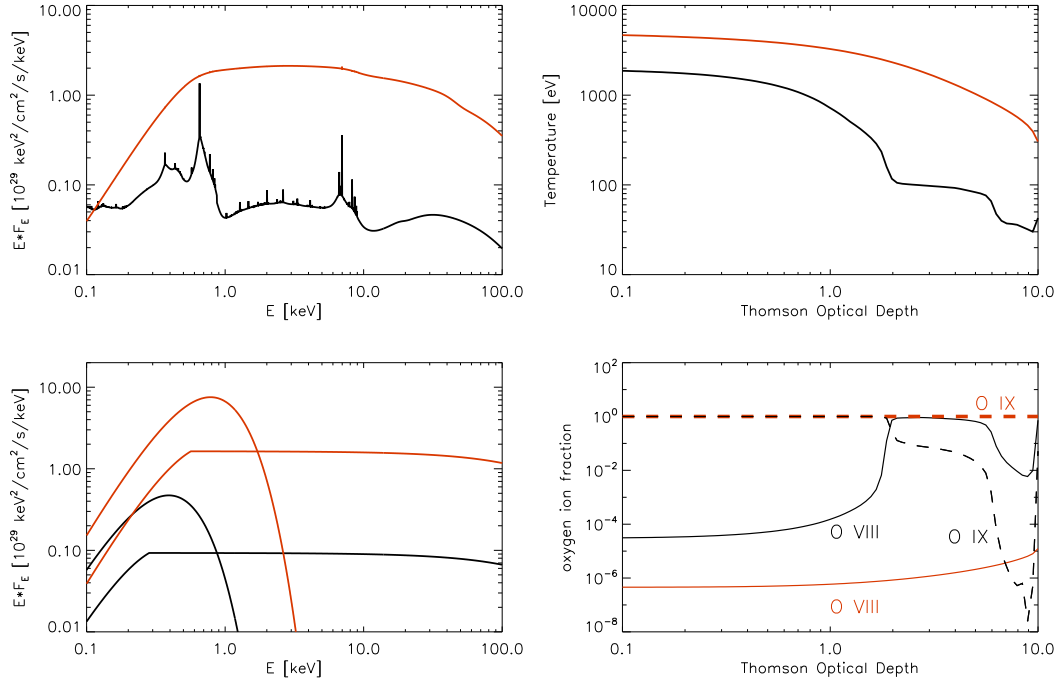 E*F_E [10^29 keV^2/cm^2/s/keV]
10.00
1.00
0.10
0.01
0.1
1.0
10.0
100.0
E [keV]
Temperature [eV]
10000
1000
100
10
0.1
1.0
10.0
Thomson Optical Depth
E*F_E [10^29 keV^2/cm^2/s/keV]
10.00
1.00
0.10
0.01
0.1
1.0
10.0
100.0
E [keV]
oxygen ion fraction
10^2
10^0
10^-2
10^-4
10^-6
10^-8
O IX
O VIII
O IX
O VIII
0.1
1.0
10.0
Thomson Optical Depth